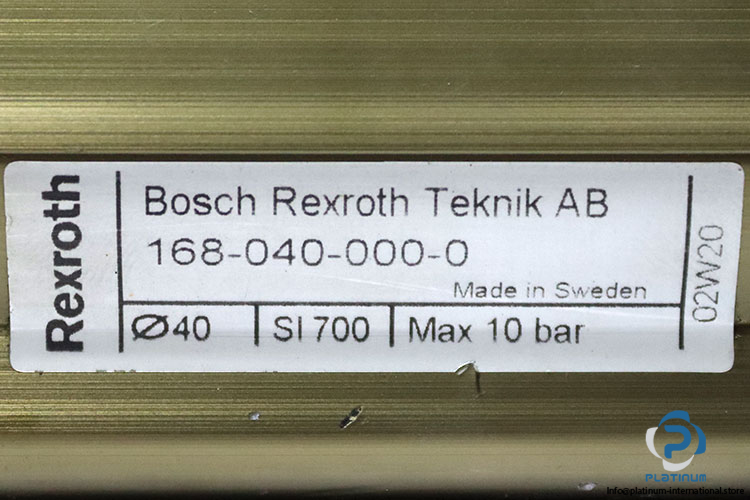 Rexroth
Bosch Rexroth Teknik AB
168-040-000-0
Made in Sweden
Ø40
SI 700
Max 10 bar
02W20
PLATINUM
Info@platinum-international.store